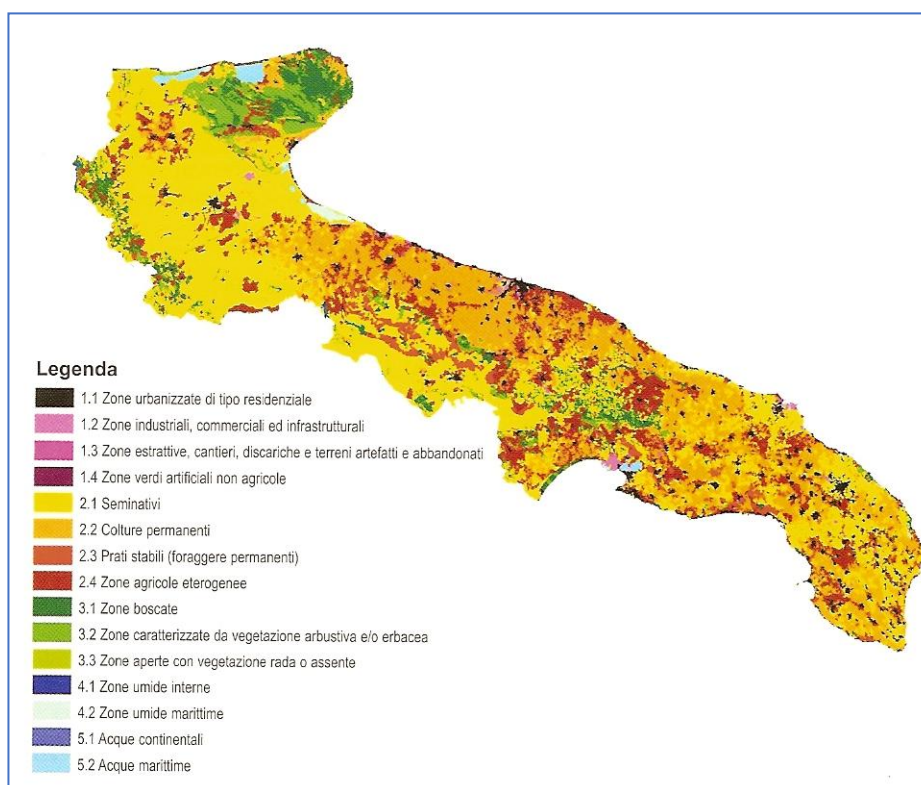 Legenda
1.1 Zone urbanizzate di tipo residenziale
1.2 Zone industriali, commerciali ed infrastrutturali
1.3 Zone estrattive, cantieri, discariche e terreni artefatti e abbandonati
1.4 Zone verdi artificiali non agricole
2.1 Seminativi
2.2 Colture permanenti
2.3 Prati stabili (foraggere permanenti)
2.4 Zone agricole eterogenee
3.1 Zone boscate
3.2 Zone caratterizzate da vegetazione arbustiva e/o erbacea
3.3 Zone aperte con vegetazione rada o assente
4.1 Zone umide interne
4.2 Zone umide marittime
5.1 Acque continentali
5.2 Acque marittime